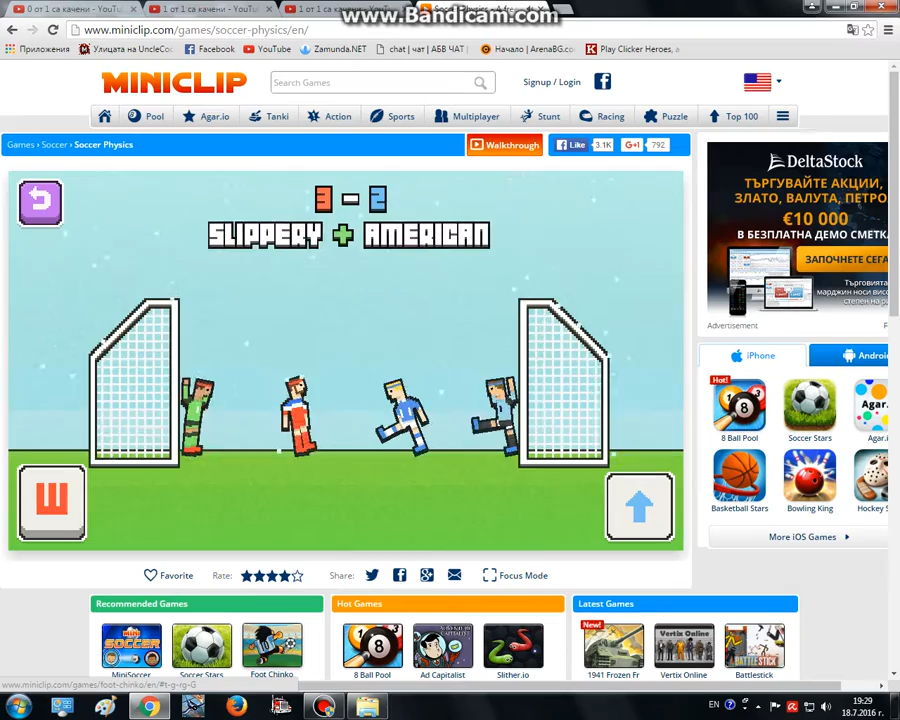 www.Bandicam.com
0 от 1 са качени - YouTu
1 от 1 са качени - YouTu
1 от 1 са качени - YouTu
www.miniclip.com/games/soccer-physics/en/
Приложения
Улицата на UncleCo
Facebook
YouTube
Zamunda.NET
chat | чат | АБВ ЧАТ
Начало | ArenaBG.co
Play Clicker Heroes, a
MINICLIP
Search Games
Signup / Login
Pool
Agar.io
Tanki
Action
Sports
Multiplayer
Stunt
Racing
Puzzle
Top 100
Games › Soccer › Soccer Physics
Walkthrough
Like
3.1K
G+1
792
3 - 2
SLIPPERY + AMERICAN
Ш
DELTASTOCK
ТЪРГУВАЙТЕ АКЦИИ,
ЗЛАТО, ВАЛУТА, ПЕТРО
€10 000
В БЕЗПЛАТНА ДЕМО СМЕТКА
ЗАПОЧНЕТЕ СЕГА
Търговията
маржин носи висо
степен на ри
Advertisement
iPhone
Android
Hot!
8 Ball Pool
Soccer Stars
Agar.i
Basketball Stars
Bowling King
Hockey S
More iOS Games
Favorite
Rate:
Share:
Focus Mode
Recommended Games
Hot Games
Latest Games
New!
MiniSoccer
Soccer Stars
Foot Chinko
8 Ball Pool
Ad Capitalist
Slither.io
1941 Frozen Fr
Vertix Online
Battlestick
www.miniclip.com/games/foot-chinko/en/#t-g-rg-G
EN
19:29
18.7.2016 г.